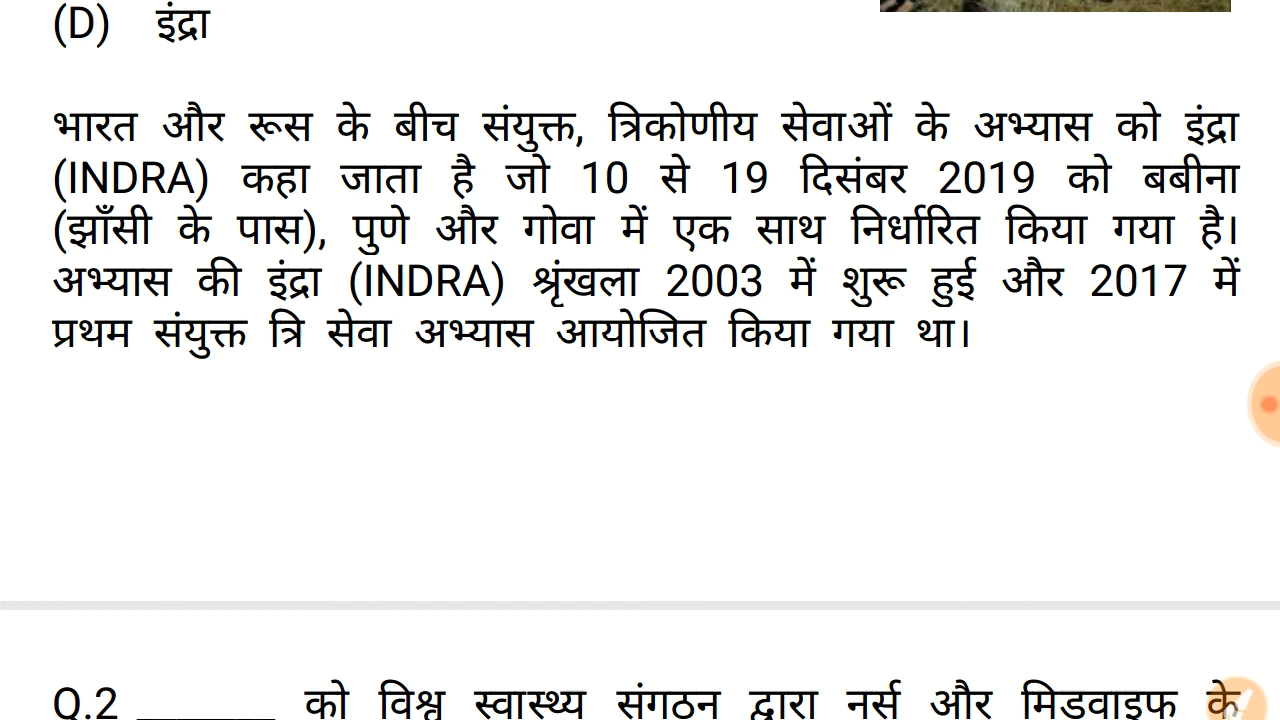 (D) इंद्रा
भारत और रूस के बीच संयुक्त, त्रिकोणीय सेवाओं के अभ्यास को इंद्रा
(INDRA) कहा जाता है जो 10 से 19 दिसंबर 2019 को बबीना
(झाँसी के पास), पुणे और गोवा में एक साथ निर्धारित किया गया है।
अभ्यास की इंद्रा (INDRA) श्रृंखला 2003 में शुरू हुई और 2017 में
प्रथम संयुक्त त्रि सेवा अभ्यास आयोजित किया गया था।
Q.2 ______ को विश्व स्वास्थ्य संगठन द्वारा नर्स और मिडवाइफ के